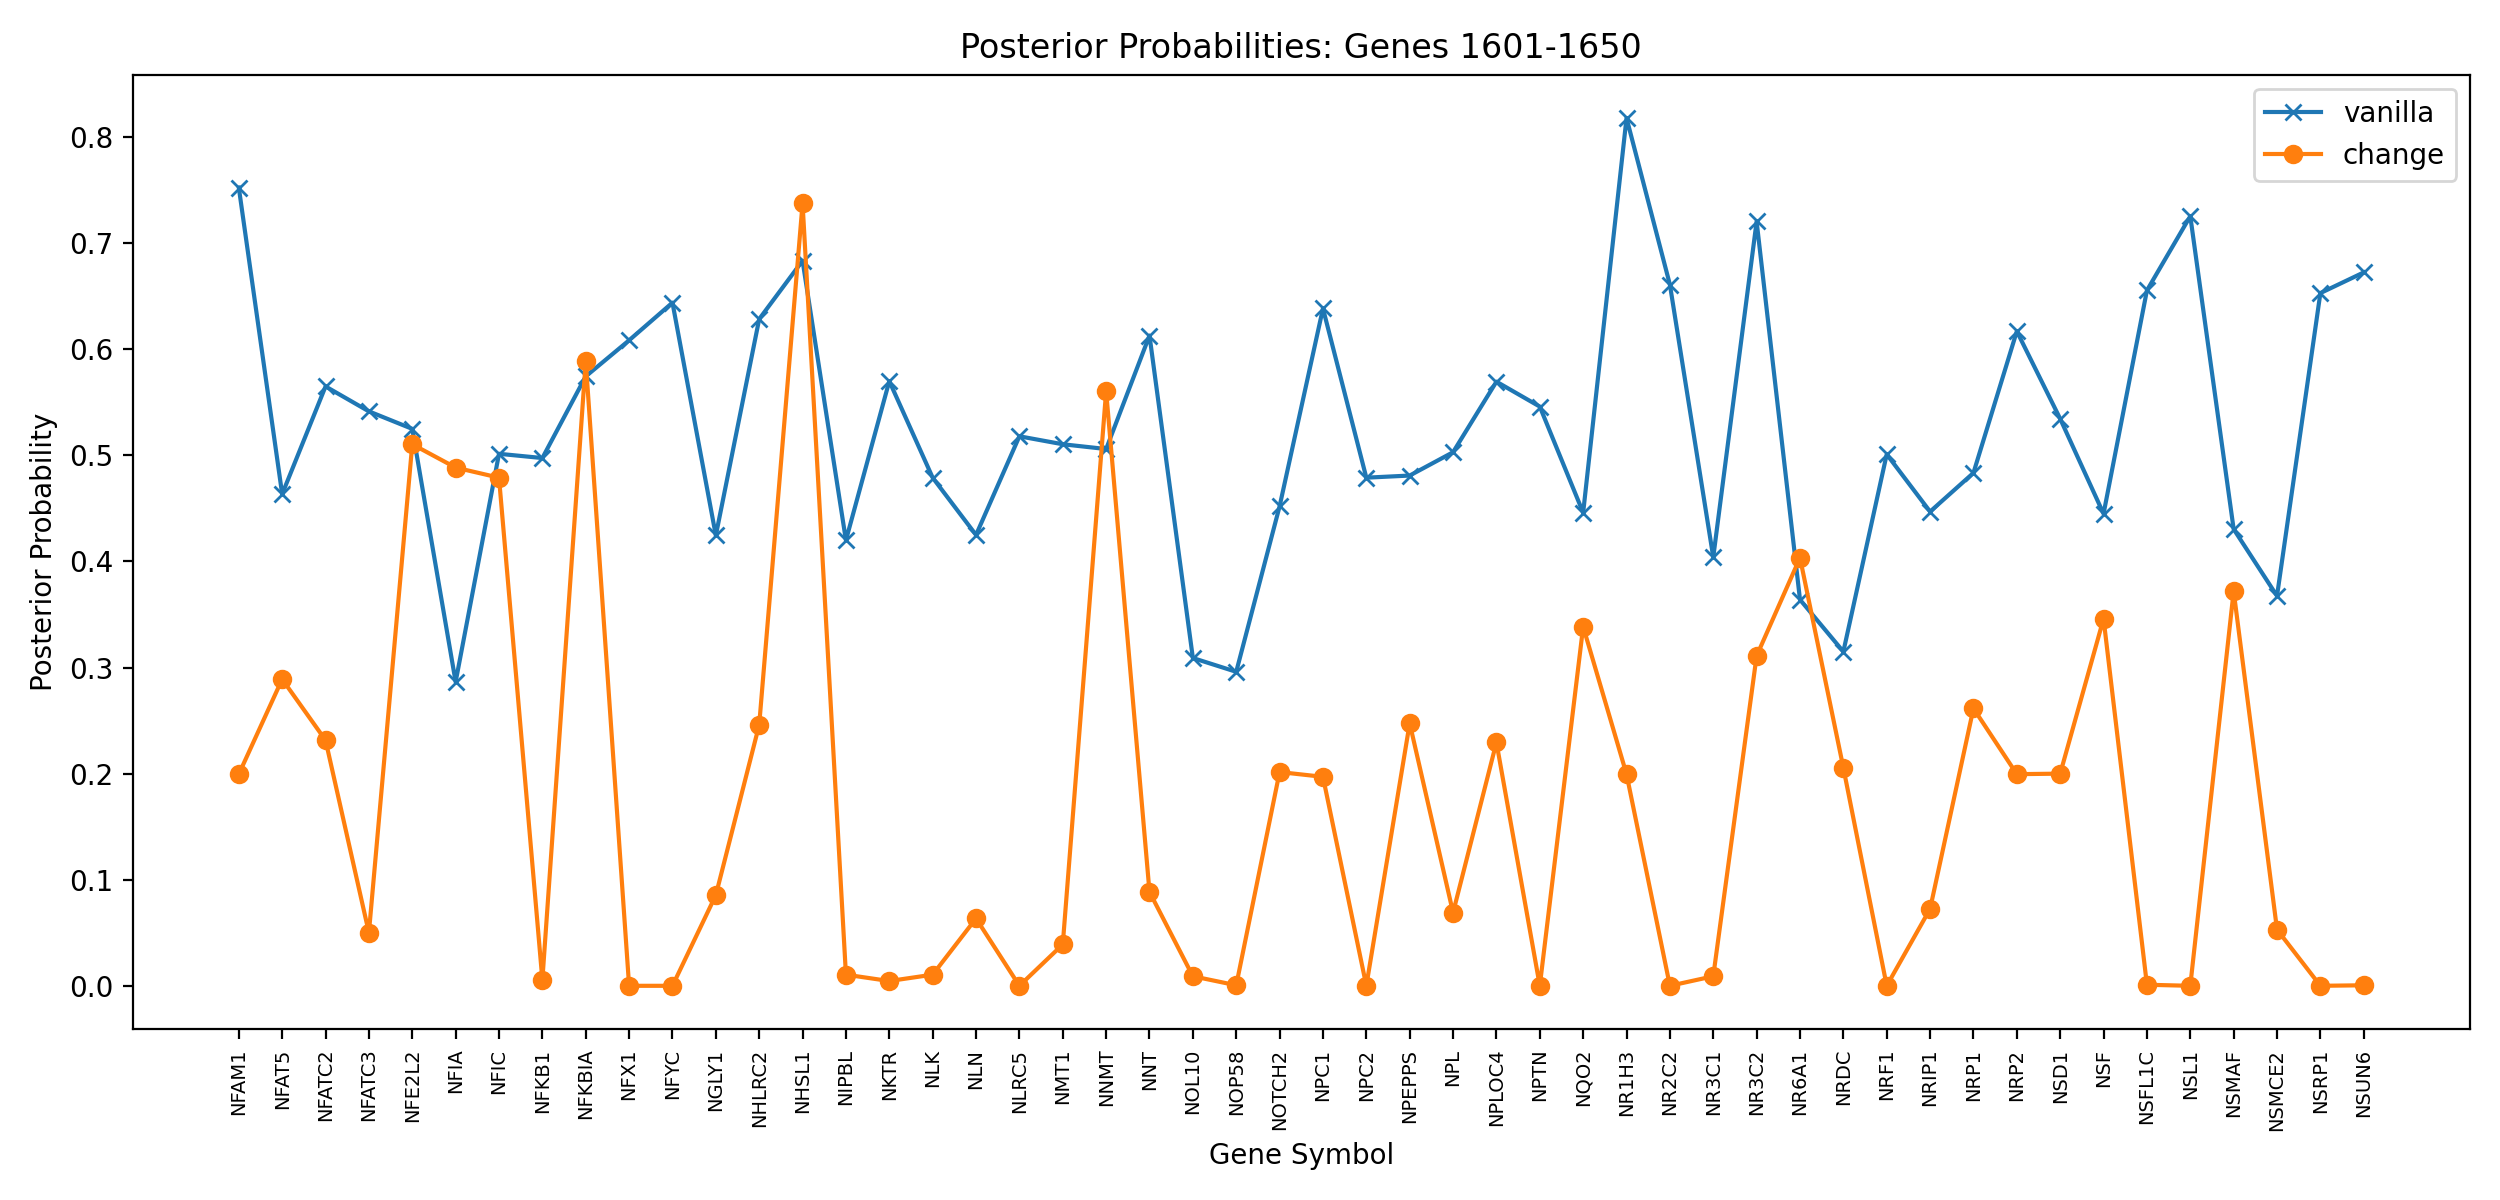 Posterior Probabilities: Genes 1601-1650
vanilla
change
Posterior Probability
0.8
0.7
0.6
0.5
0.4
0.3
0.2
0.1
0.0
NFAM1
NFAT5
NFATC2
NFATC3
NFE2L2
NFIA
NFIC
NFKB1
NFKBIA
NFX1
NFYC
NGLY1
NHLRC2
NHSL1
NIPBL
NKTR
NLK
NLN
NLRC5
NMT1
NNMT
NNT
NOL10
NOP58
NOTCH2
NPC1
NPC2
NPEPPS
NPL
NPLOC4
NPTN
NQO2
NR1H3
NR2C2
NR3C1
NR3C2
NR6A1
NRDC
NRF1
NRIP1
NRP1
NRP2
NSD1
NSF
NSFL1C
NSL1
NSMAF
NSMCE2
NSRP1
NSUN6
Gene Symbol